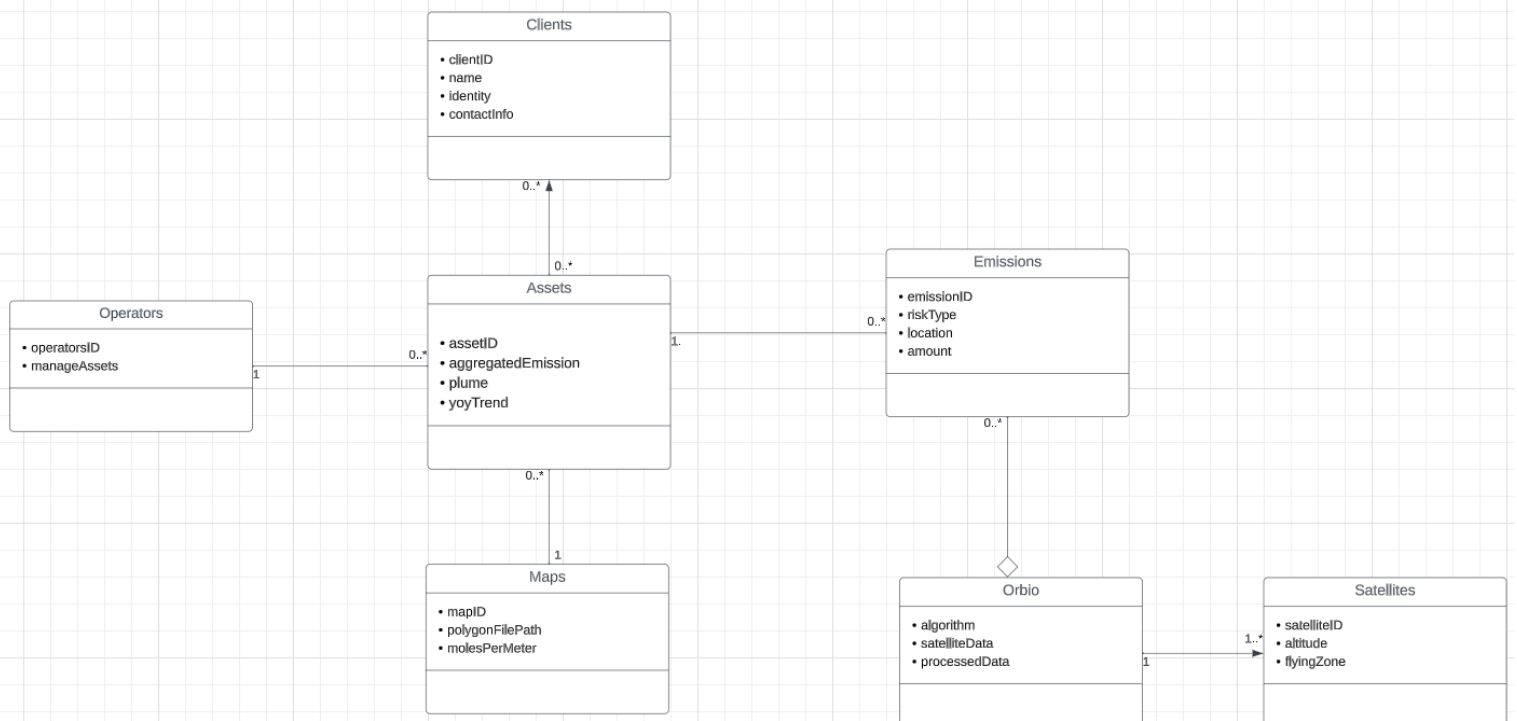 Clients
• clientID
• name
• identity
• contactInfo
0..*
0..*
Assets
• assetID
• aggregatedEmission
• plume
• yoyTrend
Operators
• operatorsID
• manageAssets
1
0..*
1.
0..*
Emissions
• emissionID
• riskType
• location
• amount
0..*
0..*
1
Maps
• mapID
• polygonFilePath
• molesPerMeter
Orbio
• algorithm
• satelliteData
• processedData
1
1..*
Satellites
• satelliteID
• altitude
• flyingZone